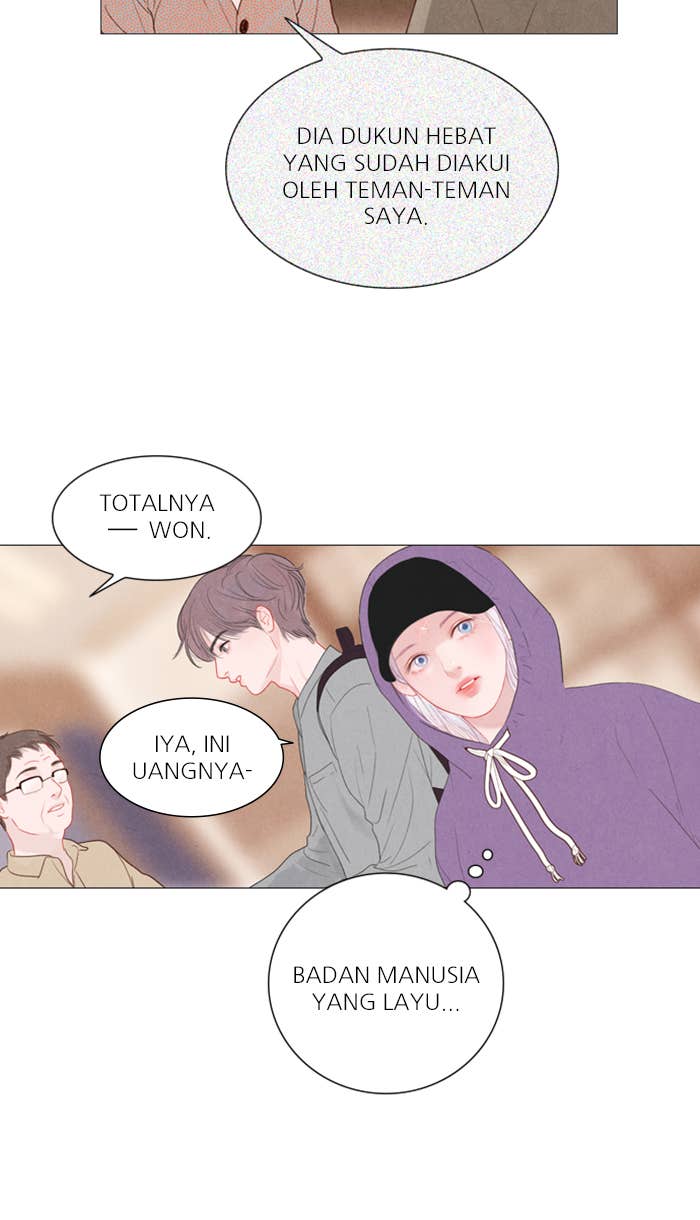 DIA DUKUN HEBAT
YANG SUDAH DIAKUI
OLEH TEMAN-TEMAN
SAYA.
TOTALNYA
— WON.
IYA, INI
UANGNYA-
BADAN MANUSIA
YANG LAYU...